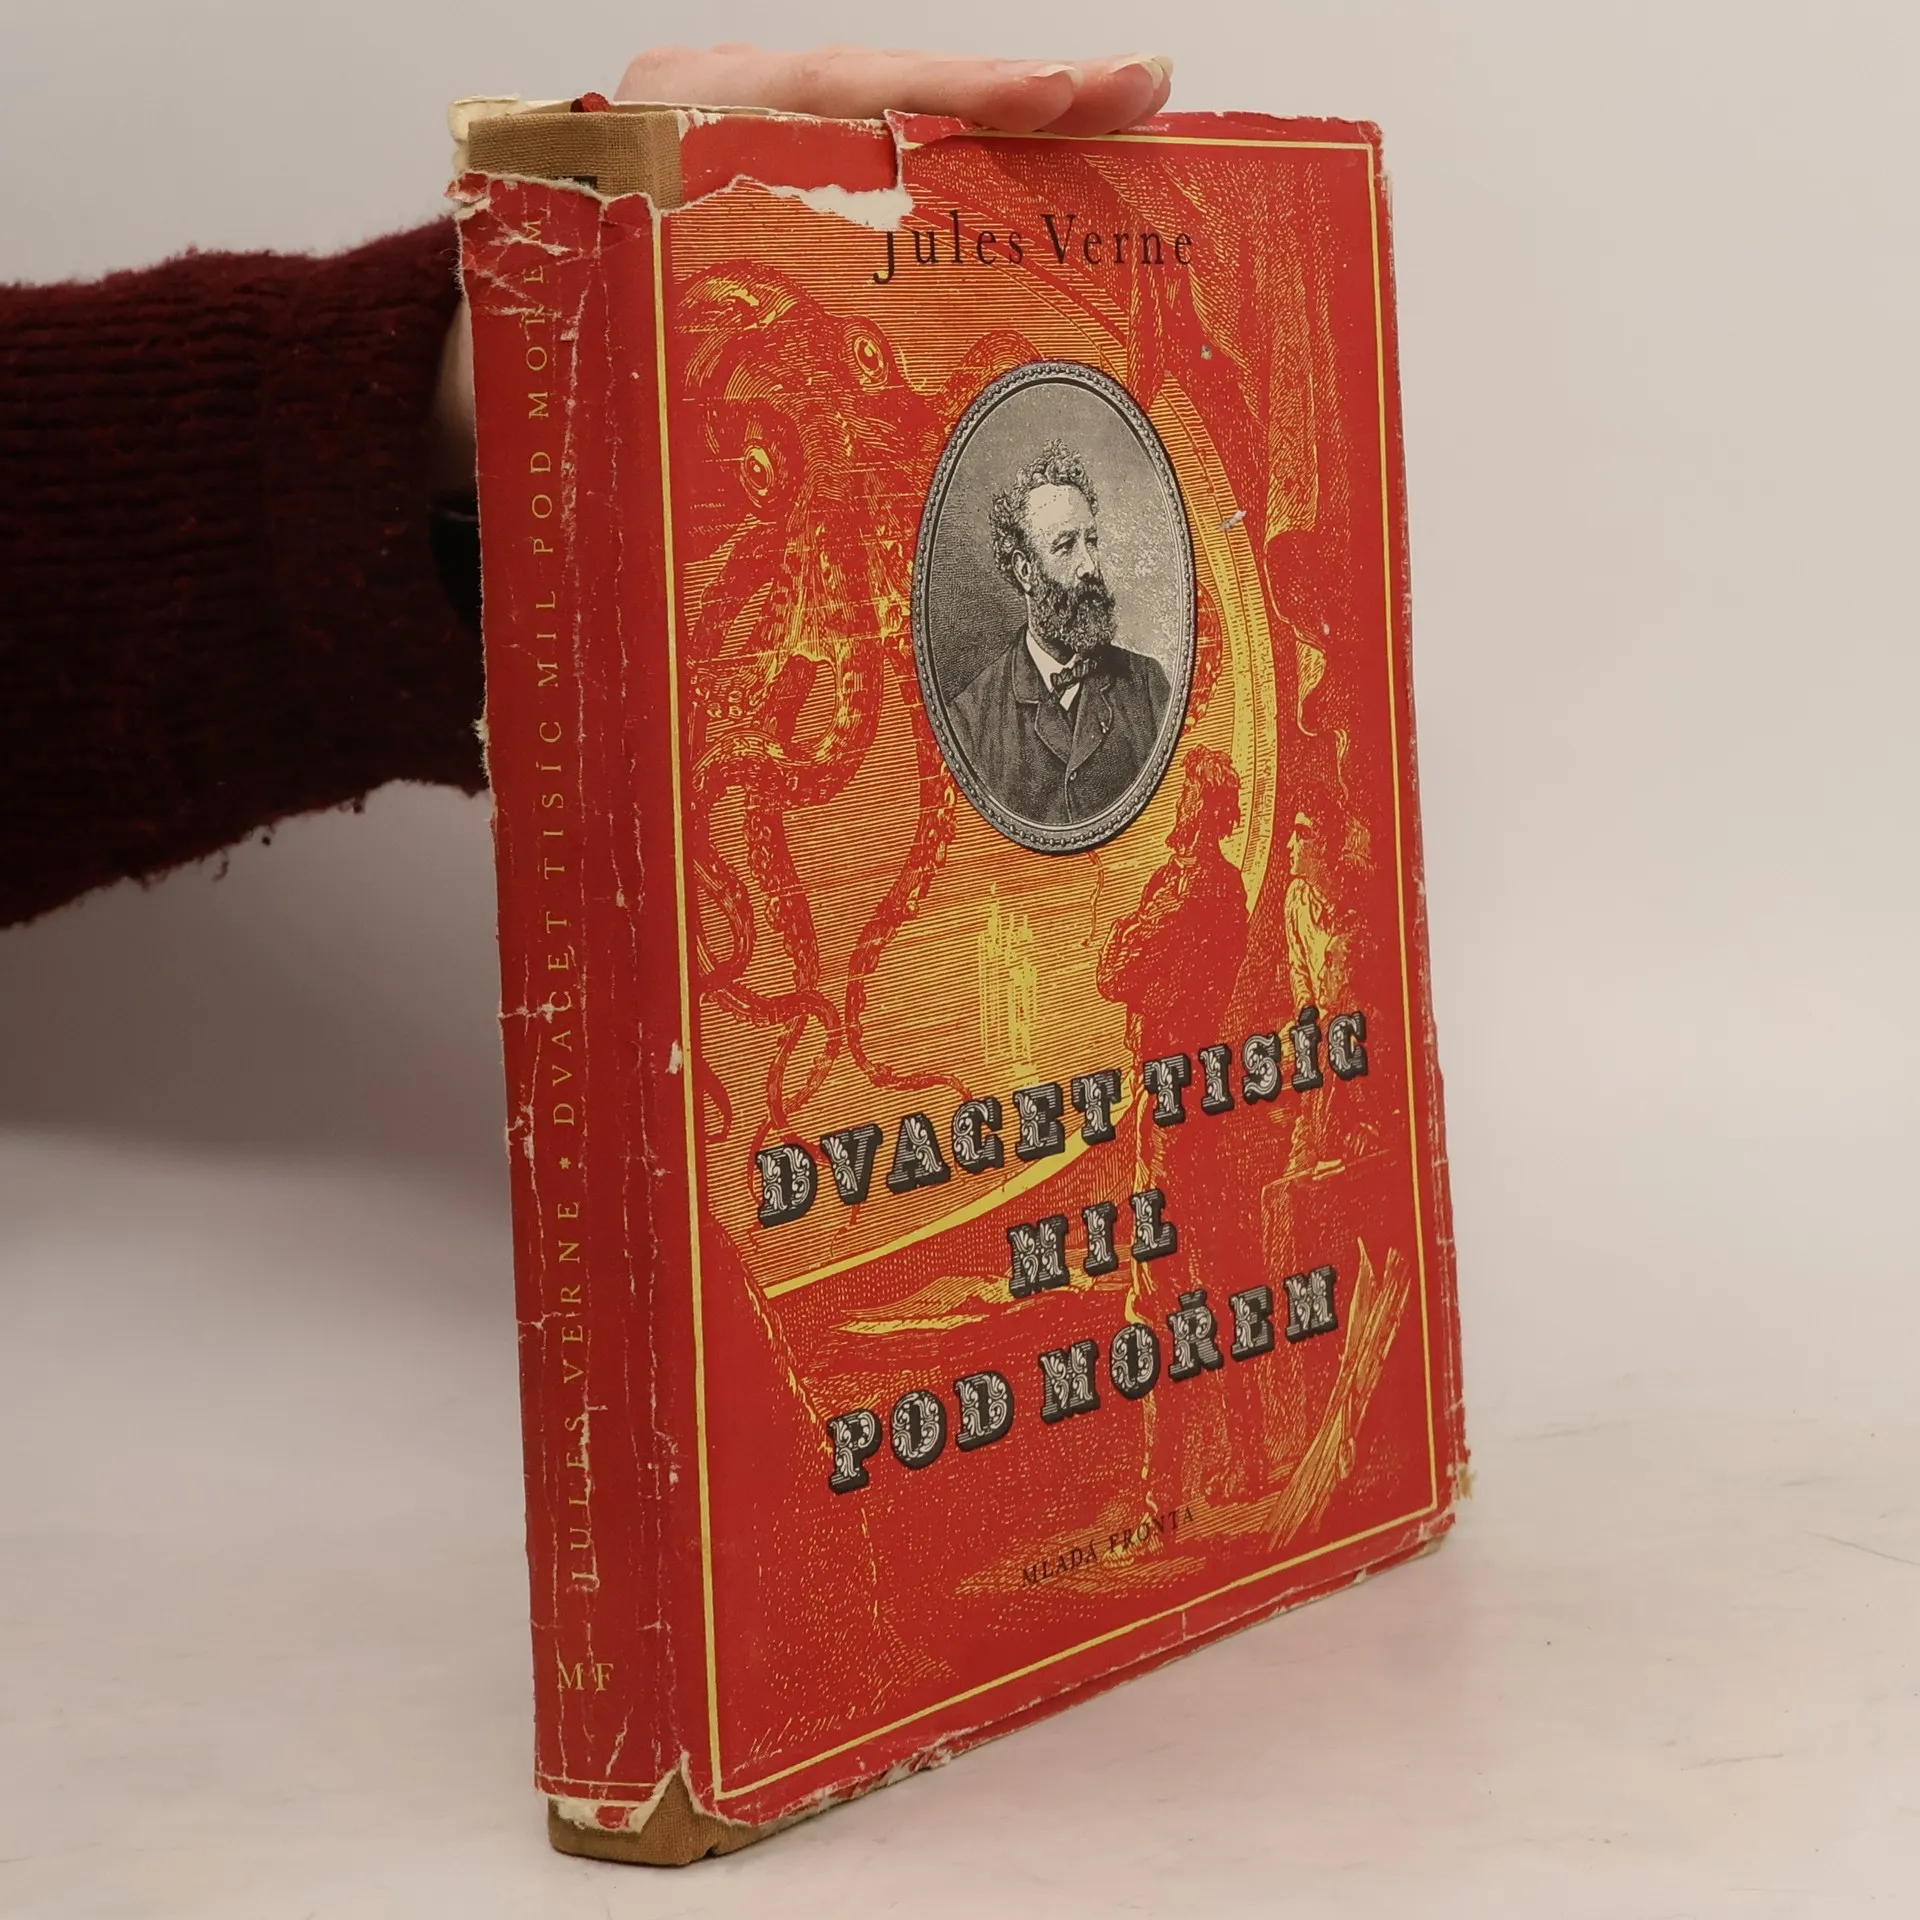 Jules Verne
DVACET TISÍC
MIL
POD MOŘEM
MLADÁ FRONTA
JULES VERNE * DVACET TISÍC MIL POD MOŘEM
MF